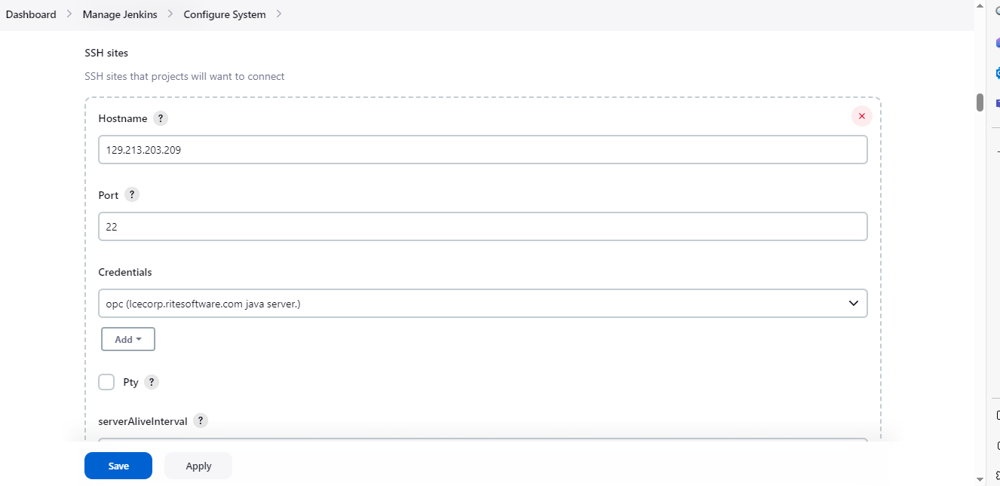 Dashboard > Manage Jenkins > Configure System >
SSH sites
SSH sites that projects will want to connect
Hostname ?
129.213.203.209
Port ?
22
Credentials
opc (Icecorp.ritesoftware.com java server.)
Add
Pty ?
serverAliveInterval ?
Save Apply